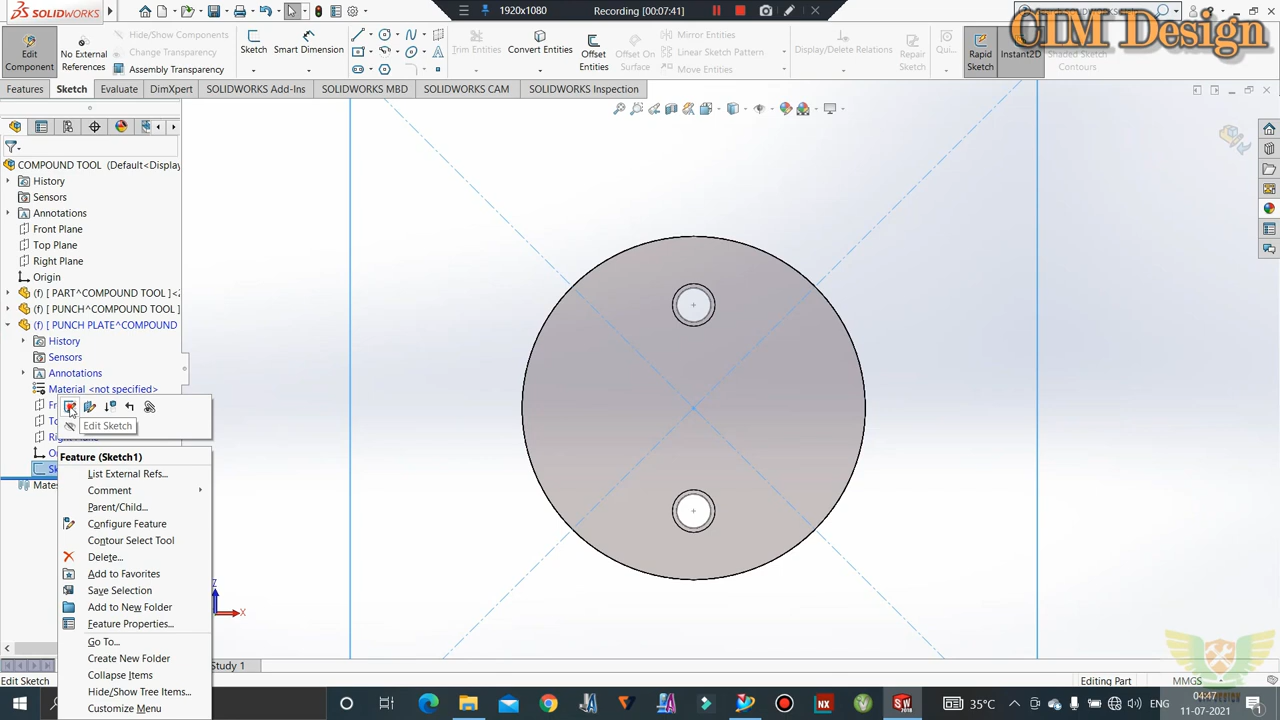 SOLIDWORKS
1920x1080
Recording [00:07:41]
CIM Design
Edit Component
No External References
Hide/Show Components
Change Transparency
Assembly Transparency
Sketch
Smart Dimension
Trim Entities
Convert Entities
Offset Entities
Offset On Surface
Mirror Entities
Linear Sketch Pattern
Move Entities
Display/Delete Relations
Repair Sketch
Qui...
Rapid Sketch
Instant2D
Shaded Sketch Contours
Features
Sketch
Evaluate
DimXpert
SOLIDWORKS Add-Ins
SOLIDWORKS MBD
SOLIDWORKS CAM
SOLIDWORKS Inspection
COMPOUND TOOL (Default<Display
History
Sensors
Annotations
Front Plane
Top Plane
Right Plane
Origin
(f) [ PART^COMPOUND TOOL ]<
(f) [ PUNCH^COMPOUND TOOL ]
(f) [ PUNCH PLATE^COMPOUND
History
Sensors
Annotations
Material <not specified>
Edit Sketch
Feature (Sketch1)
List External Refs...
Comment
Parent/Child...
Configure Feature
Contour Select Tool
Delete...
Add to Favorites
Save Selection
Add to New Folder
Feature Properties...
Go To...
Create New Folder
Collapse Items
Hide/Show Tree Items...
Customize Menu
X
Study 1
Edit Sketch
Editing Part
MMGS
35°C
ENG
04:47
11-07-2021